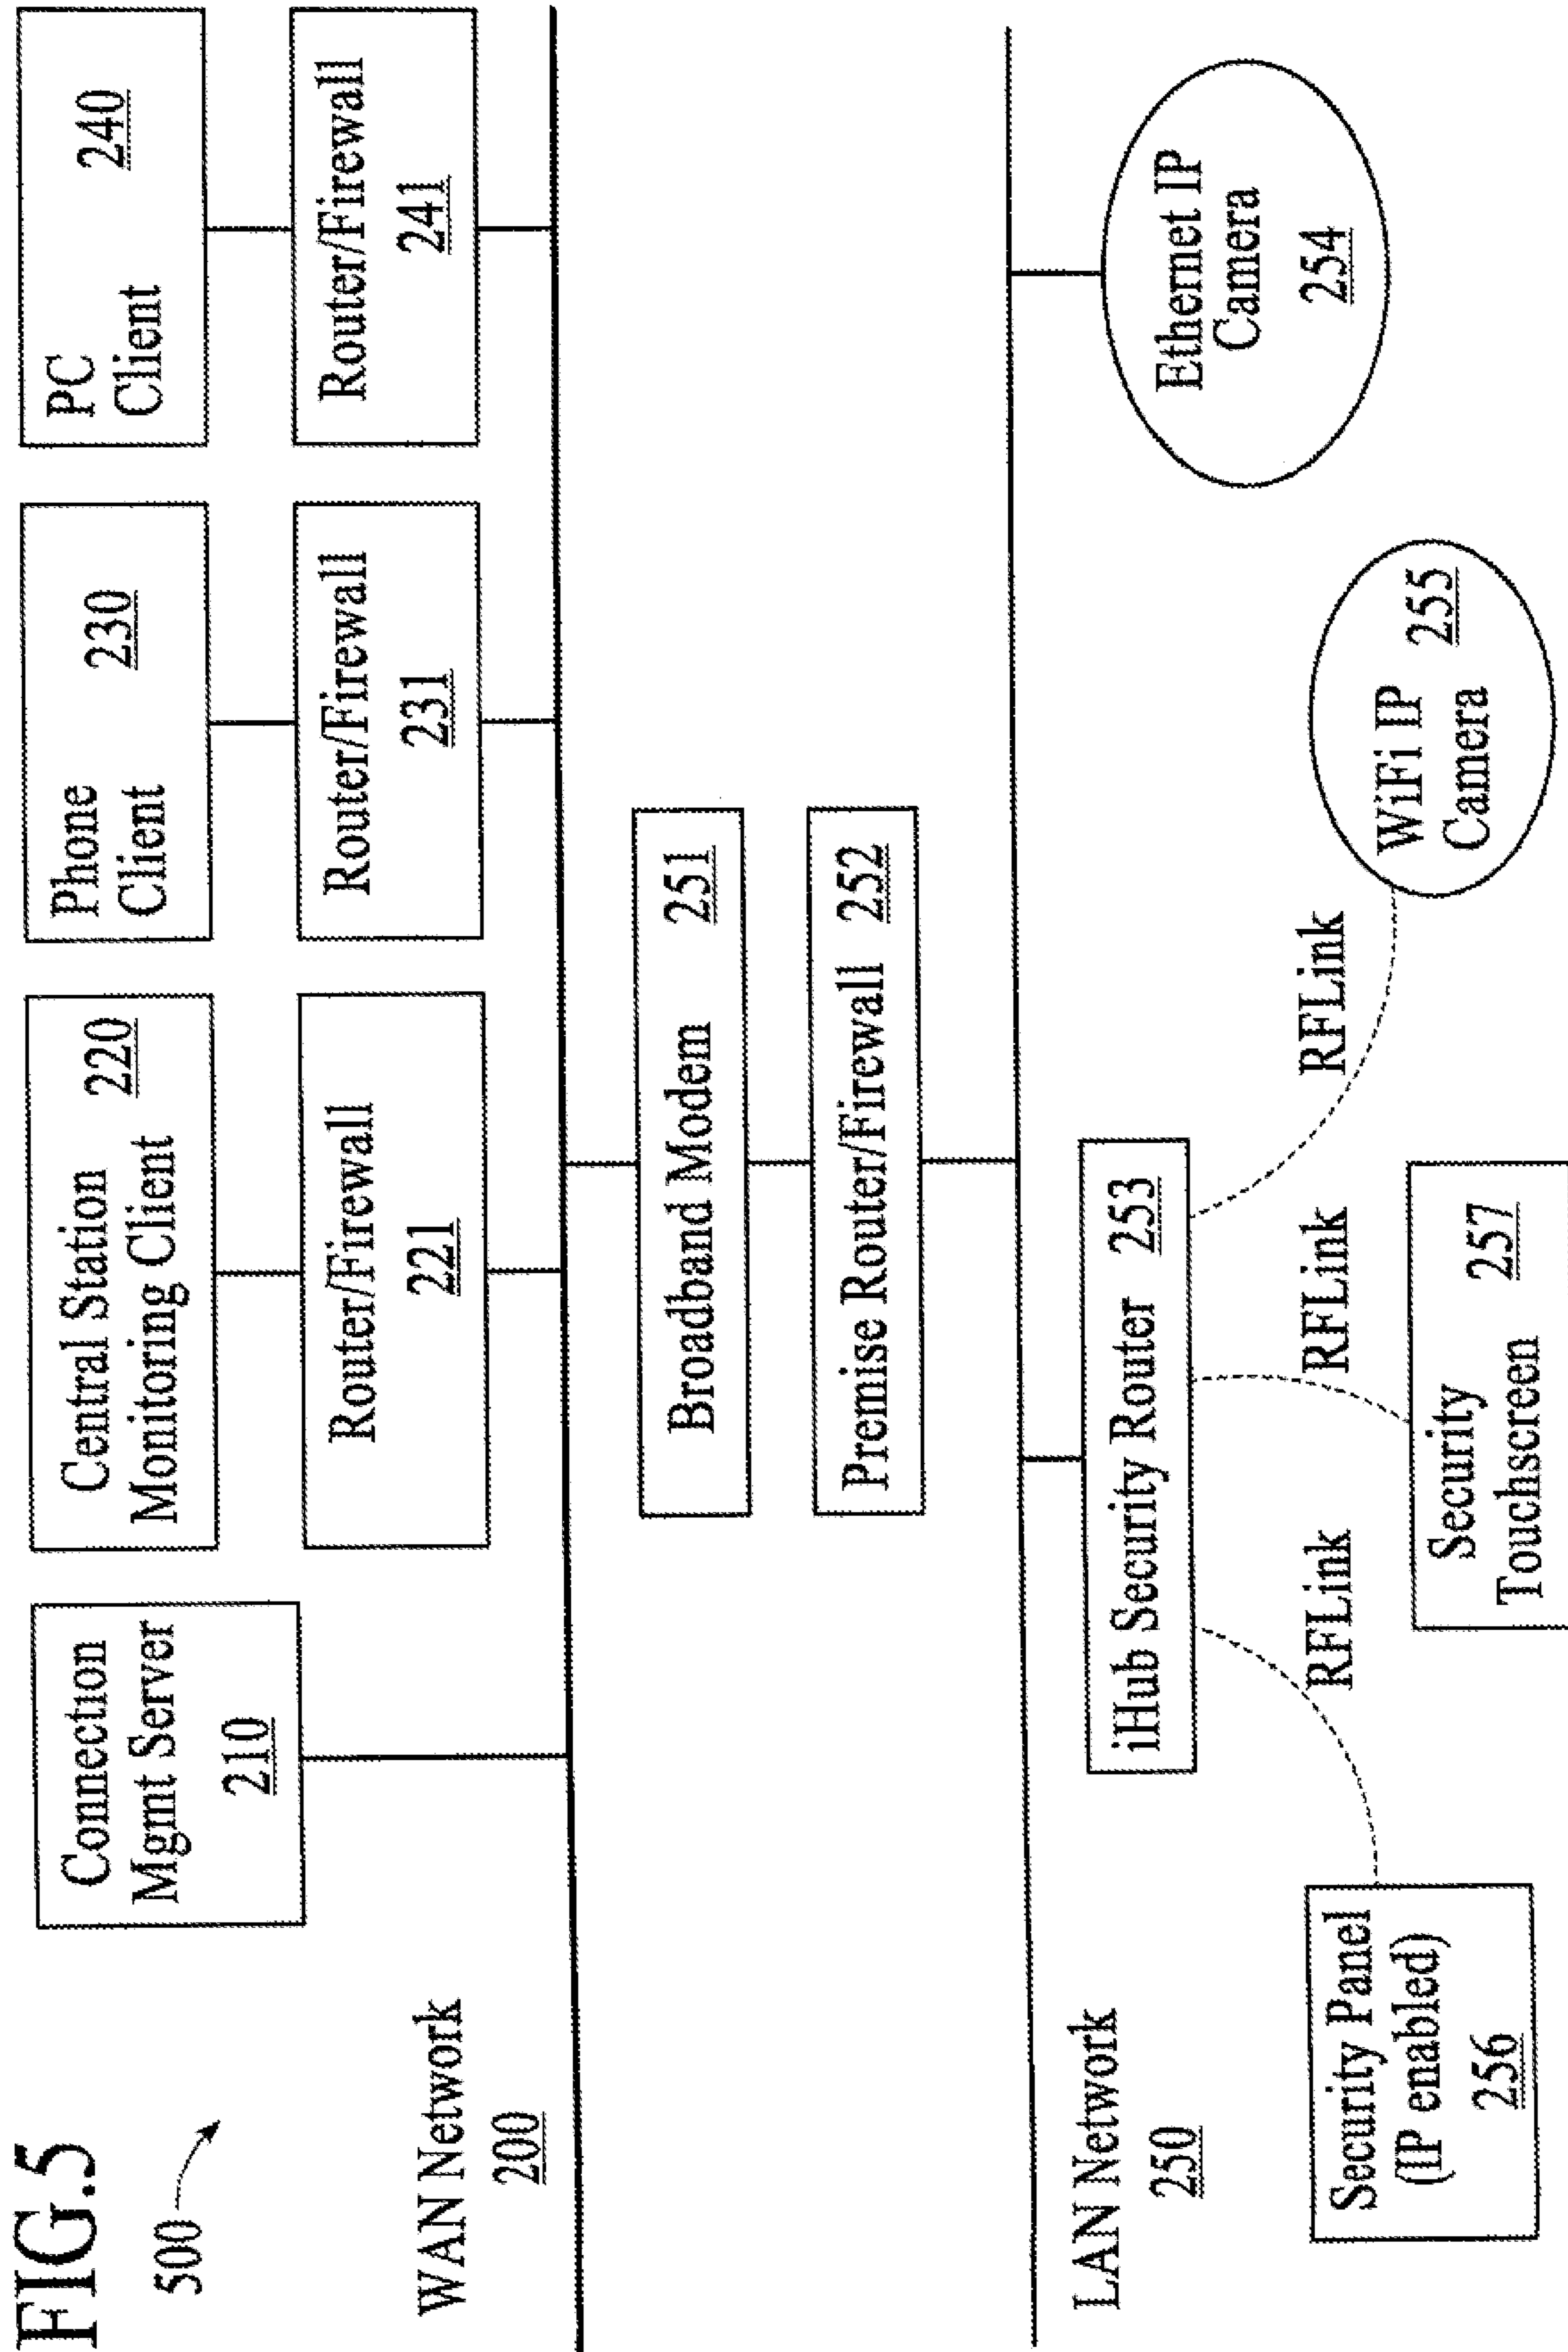 FIG.5
500
Connection
Mgmt Server
210
Central Station
Monitoring Client
220
Phone
Client
230
PC
Client
240
Router/Firewall
221
Router/Firewall
231
Router/Firewall
241
WAN Network
200
Broadband Modem 251
Premise Router/Firewall 252
LAN Network
250
iHub Security Router 253
Ethernet IP
Camera
254
RFLink
RFLink
RFLink
Security Panel
(IP enabled)
256
Security
Touchscreen
257
WiFi IP
Camera
255